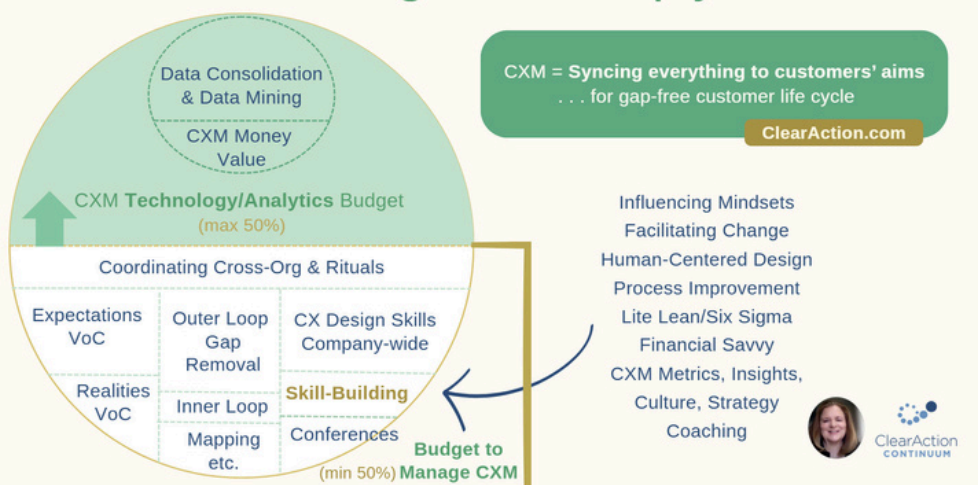 Data Consolidation
& Data Mining
CXM Money
Value
CXM Technology/Analytics Budget
(max 50%)
Coordinating Cross-Org & Rituals
Expectations
VoC
Realities
VoC
Outer Loop
Gap
Removal
Inner Loop
Mapping
etc.
CX Design Skills
Company-wide
Skill-Building
Conferences
(min 50%)
Budget to
Manage CXM
CXM = Syncing everything to customers’ aims
. . . for gap-free customer life cycle
ClearAction.com
Influencing Mindsets
Facilitating Change
Human-Centered Design
Process Improvement
Lite Lean/Six Sigma
Financial Savvy
CXM Metrics, Insights,
Culture, Strategy
Coaching
ClearAction
CONTINUUM